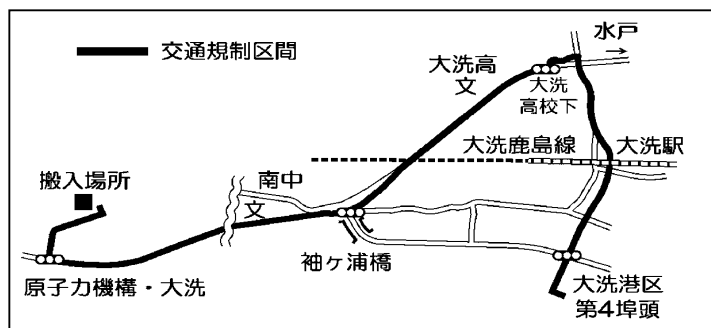 交通規制区間
水戸
大洗高
文
大洗
高校下
大洗鹿島線
大洗駅
搬入場所
南中
文
袖ヶ浦橋
原子力機構・大洗
大洗港区
第4埠頭